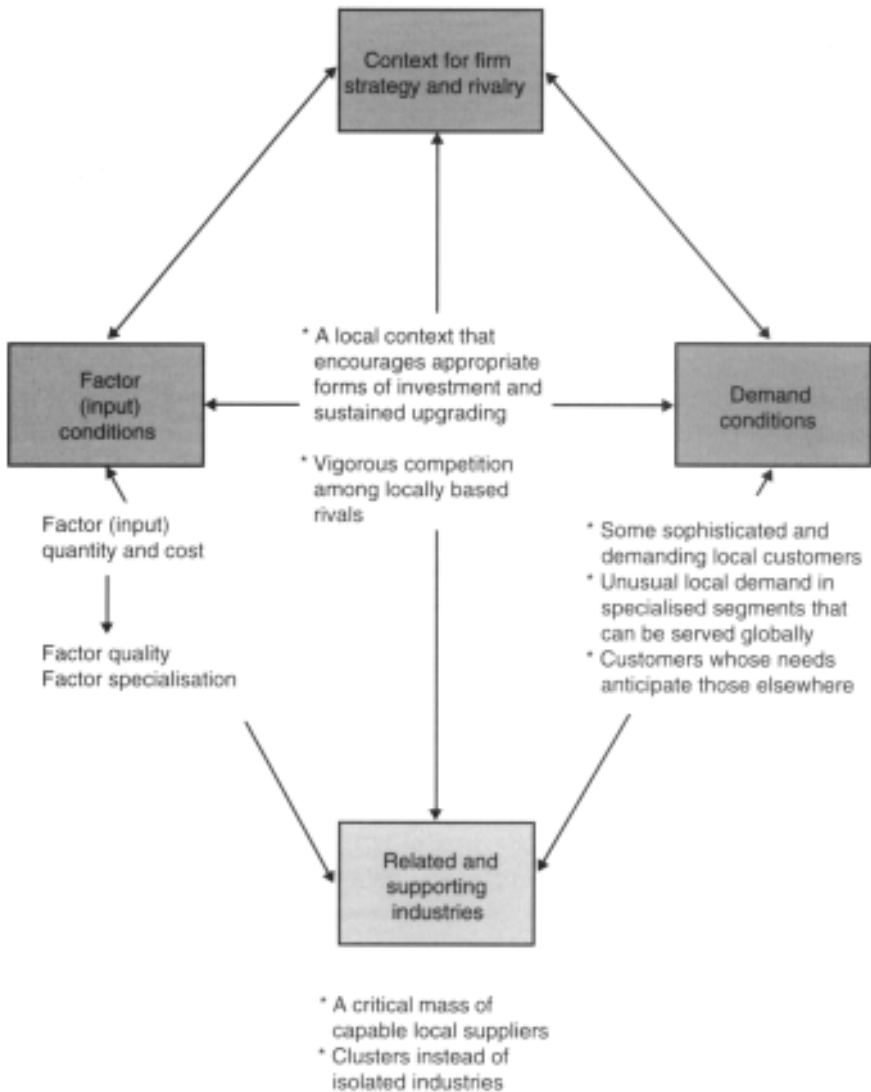 Context for firm
strategy and rivalry
* A local context that
encourages appropriate
forms of investment and
sustained upgrading
* Vigorous competition
among locally based
rivals
Factor
(input)
conditions
Demand
conditions
Factor (input)
quantity and cost
Factor quality
Factor specialisation
* Some sophisticated and
demanding local customers
* Unusual local demand in
specialised segments that
can be served globally
* Customers whose needs
anticipate those elsewhere
Related and
supporting
industries
* A critical mass of
capable local suppliers
* Clusters instead of
isolated industries